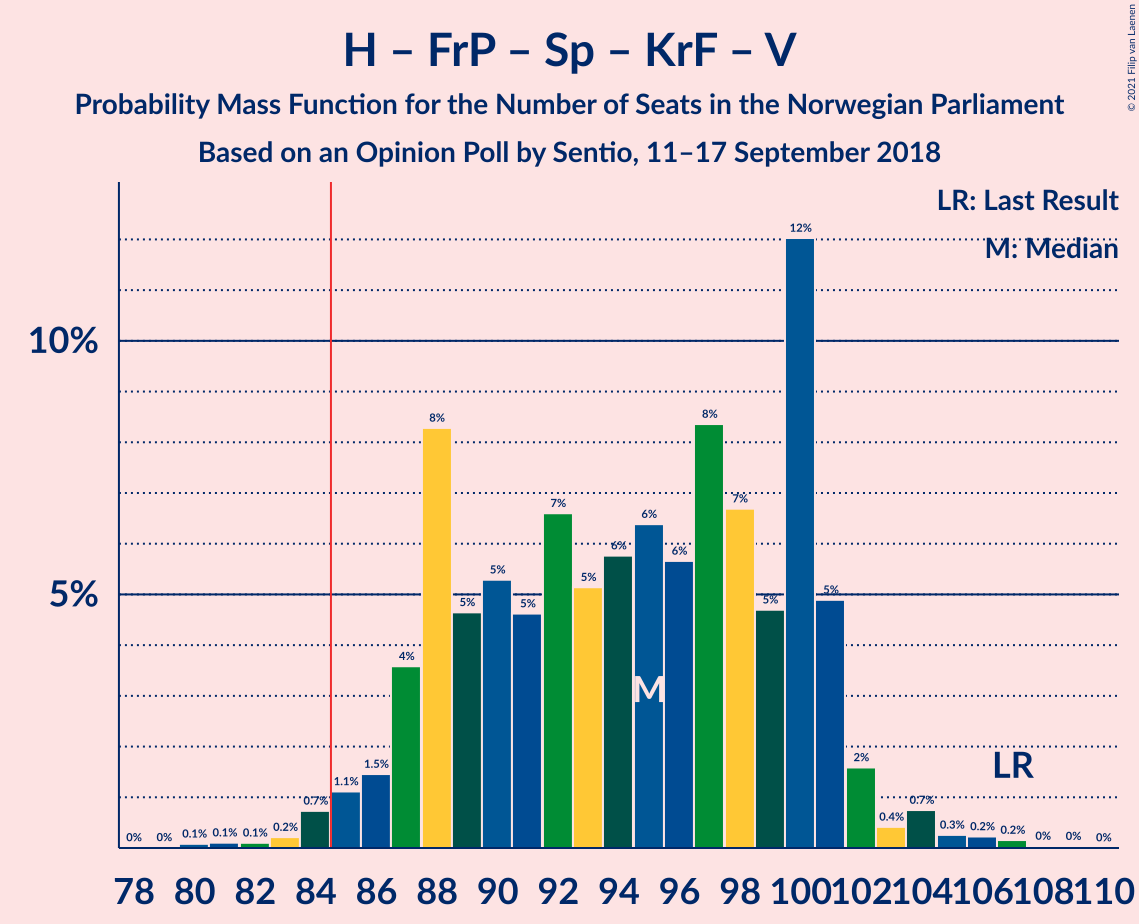 H – FrP – Sp – KrF – V
Probability Mass Function for the Number of Seats in the Norwegian Parliament
Based on an Opinion Poll by Sentio, 11–17 September 2018
© 2021 Filip van Laenen
LR: Last Result
M: Median
10%
5%
0% 0% 0.1% 0.1% 0.1% 0.2% 0.7% 1.1% 1.5% 4% 8% 5% 5% 5% 7% 5% 6% 6% 6% 8% 7% 5% 12% 5% 2% 0.4% 0.7% 0.3% 0.2% 0.2% 0% 0% 0%
M
LR
78 80 82 84 86 88 90 92 94 96 98 100 102 104 106 108 110